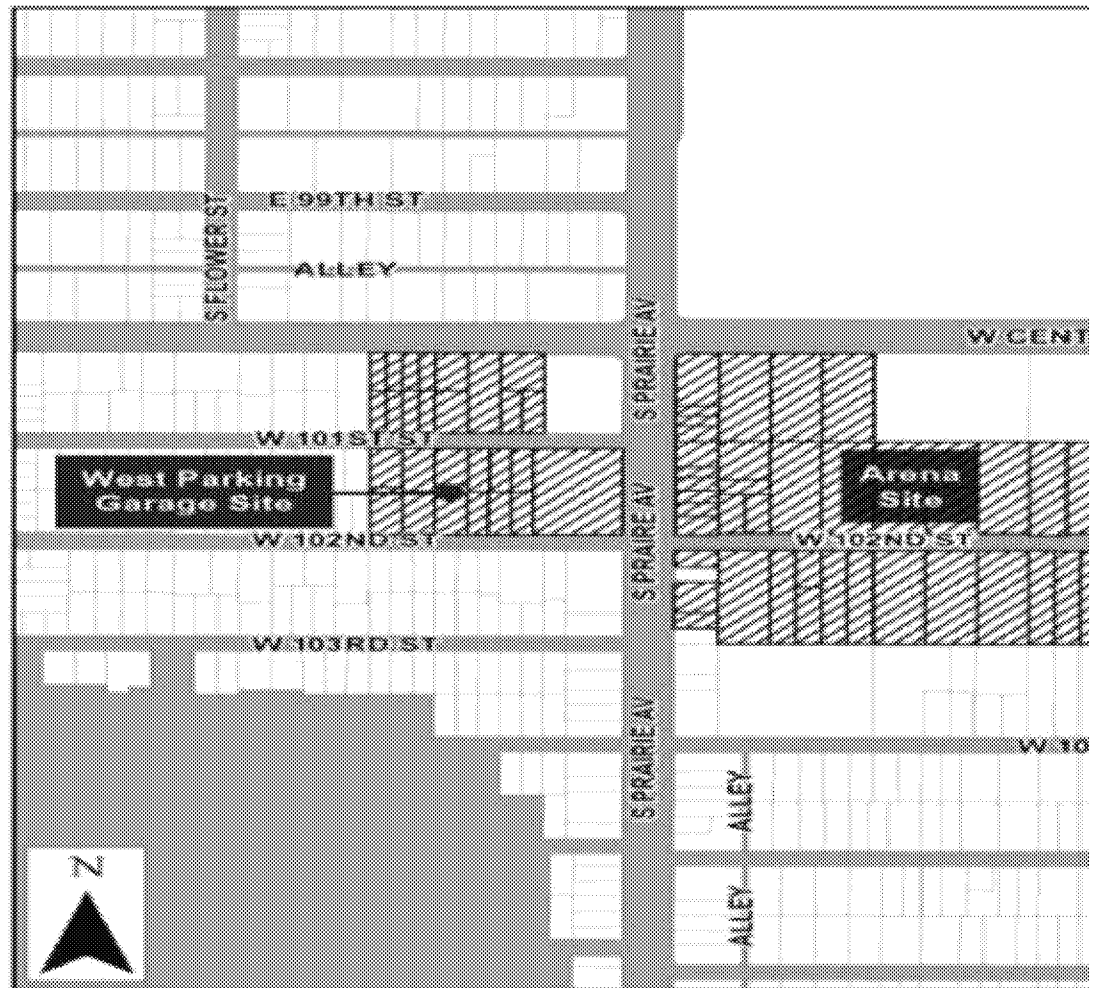 E 99TH ST
S FLOWER ST
ALLEY
S PRAIRIE AV
W CENT
W 101ST ST
West Parking
Garage Site
Arena
Site
S PRAIRIE AV
W 102ND ST
W 102ND ST
W 103RD ST
S PRAIRIE AV
W 10
ALLEY
ALLEY
N